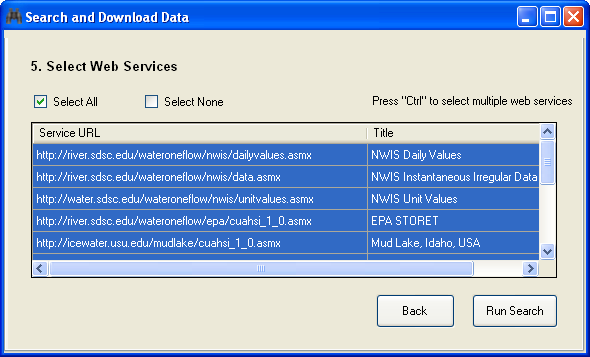 Search and Download Data
5. Select Web Services
Select All Select None Press "Ctrl" to select multiple web services
Service URL Title
http://river.sdsc.edu/wateroneflow/nwis/dailyvalues.asmx NWIS Daily Values
http://river.sdsc.edu/wateroneflow/nwis/data.asmx NWIS Instantaneous Irregular Data
http://water.sdsc.edu/wateroneflow/nwis/unitvalues.asmx NWIS Unit Values
http://river.sdsc.edu/wateroneflow/epa/cuahsi_1_0.asmx EPA STORET
http://icewater.usu.edu/mudlake/cuahsi_1_0.asmx Mud Lake, Idaho, USA
Back Run Search